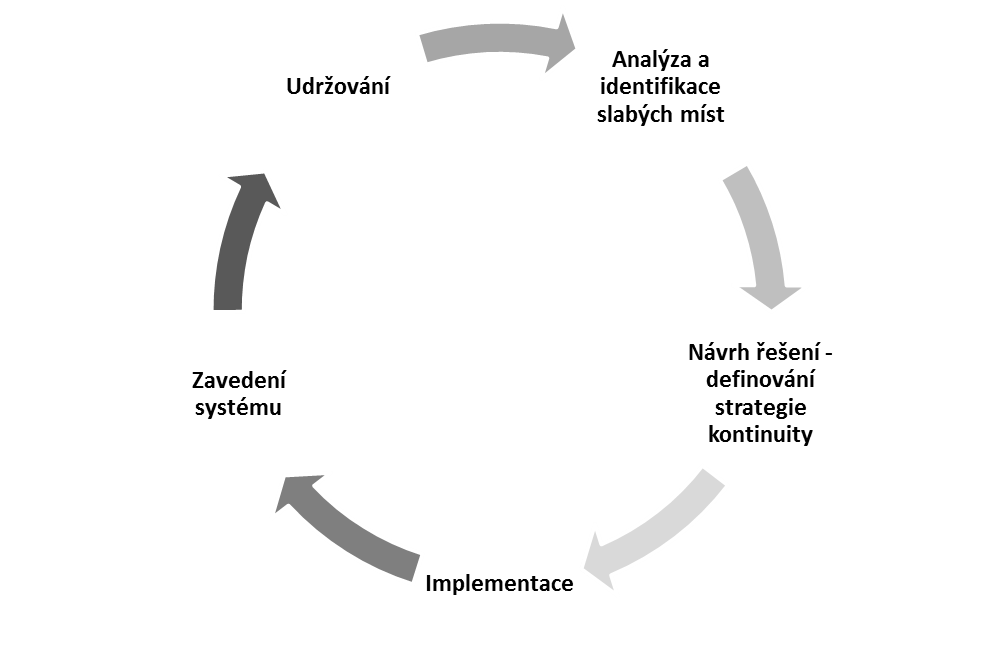 Udržování
Analýza a
identifikace
slabých míst
Návrh řešení -
definování
strategie
kontinuity
Implementace
Zavedení
systému